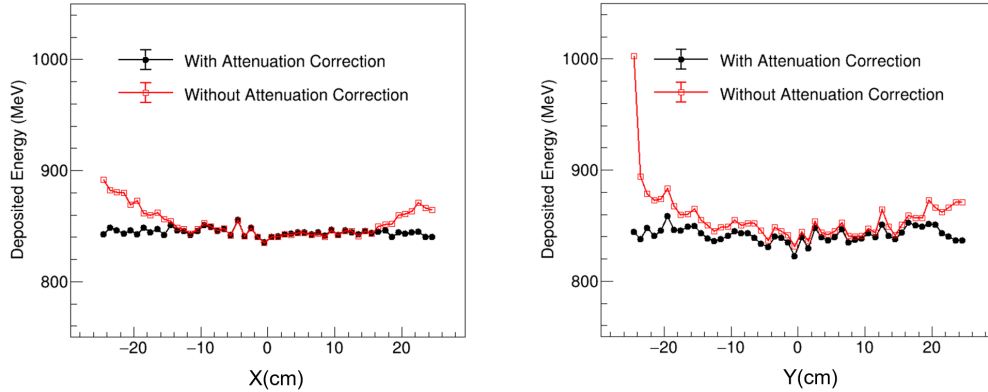 Deposited Energy (MeV)
1000
900
800
With Attenuation Correction
Without Attenuation Correction
−20
−10
0
10
20
X(cm)
Deposited Energy (MeV)
1000
900
800
With Attenuation Correction
Without Attenuation Correction
−20
−10
0
10
20
Y(cm)